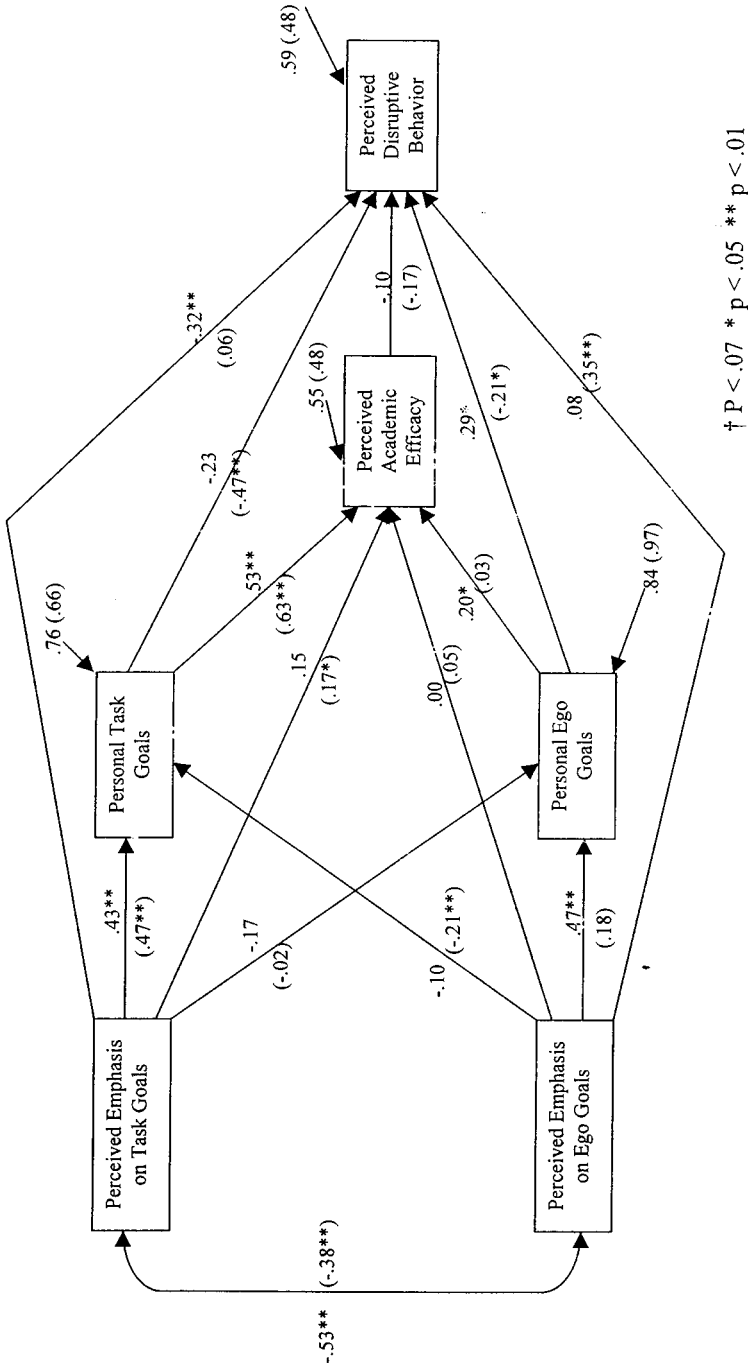 -.53**
(-.38**)
Perceived Emphasis
on Task Goals
Perceived Emphasis
on Ego Goals
.43**
(.47**)
-.17
(-.02)
-.10
(-.21**)
.47**
(.18)
.76 (.66)
Personal Task
Goals
Personal Ego
Goals
.84 (.97)
.15
(.17*)
.00
(.05)
.53**
(.63**)
.20*
(.03)
.55 (.48)
Perceived
Academic
Efficacy
-.32**
(.06)
-.23
(-.47**)
-.10
(-.17)
.29*
(-.21*)
.08
(.35**)
.59 (.48)
Perceived
Disruptive
Behavior
† P < .07 * p < .05 ** p < .01